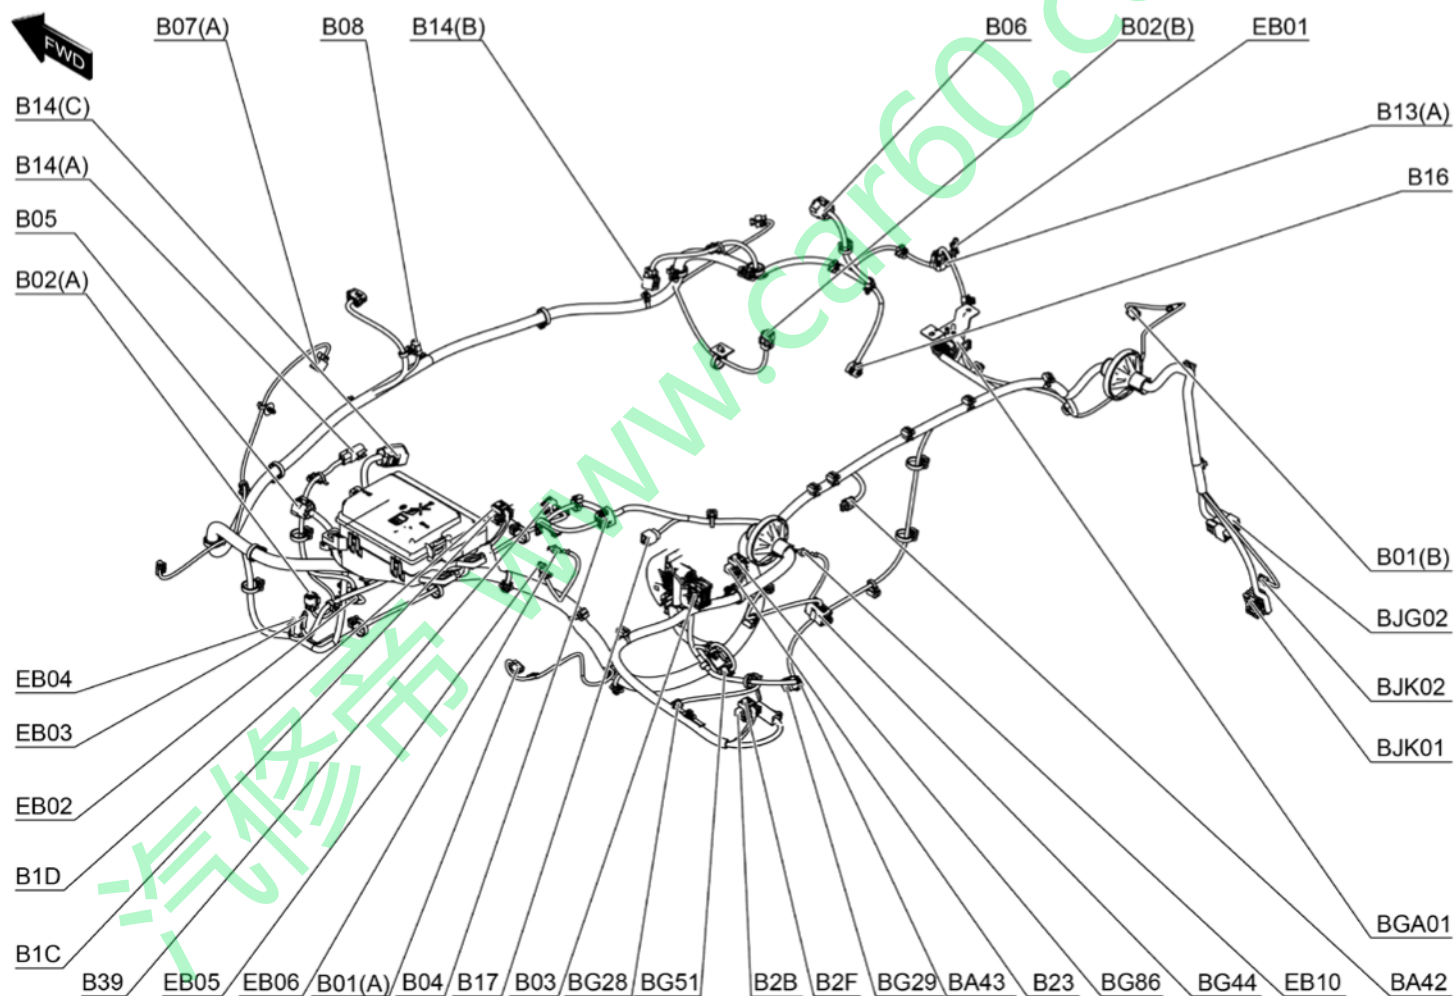 B07(A) B08 B14(B) B06 B02(B) EB01
FWD
B14(C)
B13(A)
B14(A)
B16
B05
B02(A)
B01(B)
BJG02
EB04
BJK02
EB03
BJK01
EB02
B1D
BGA01
B1C
B39 EB05 EB06 B01(A) B04 B17 B03 BG28 BG51 B2B B2F BG29 BA43 B23 BG86 BG44 EB10 BA42
汽修帝 www.car60.c